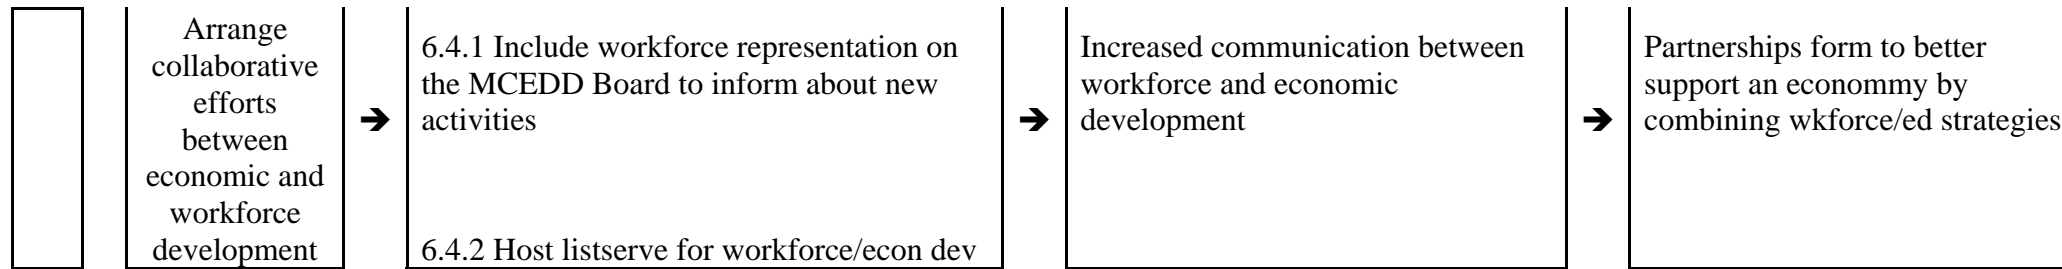 Arrange
collaborative
efforts
between
economic and
workforce
development
➔
6.4.1 Include workforce representation on
the MCEDD Board to inform about new
activities
6.4.2 Host listserve for workforce/econ dev
➔
Increased communication between
workforce and economic
development
➔
Partnerships form to better
support an econommy by
combining wkforce/ed strategies